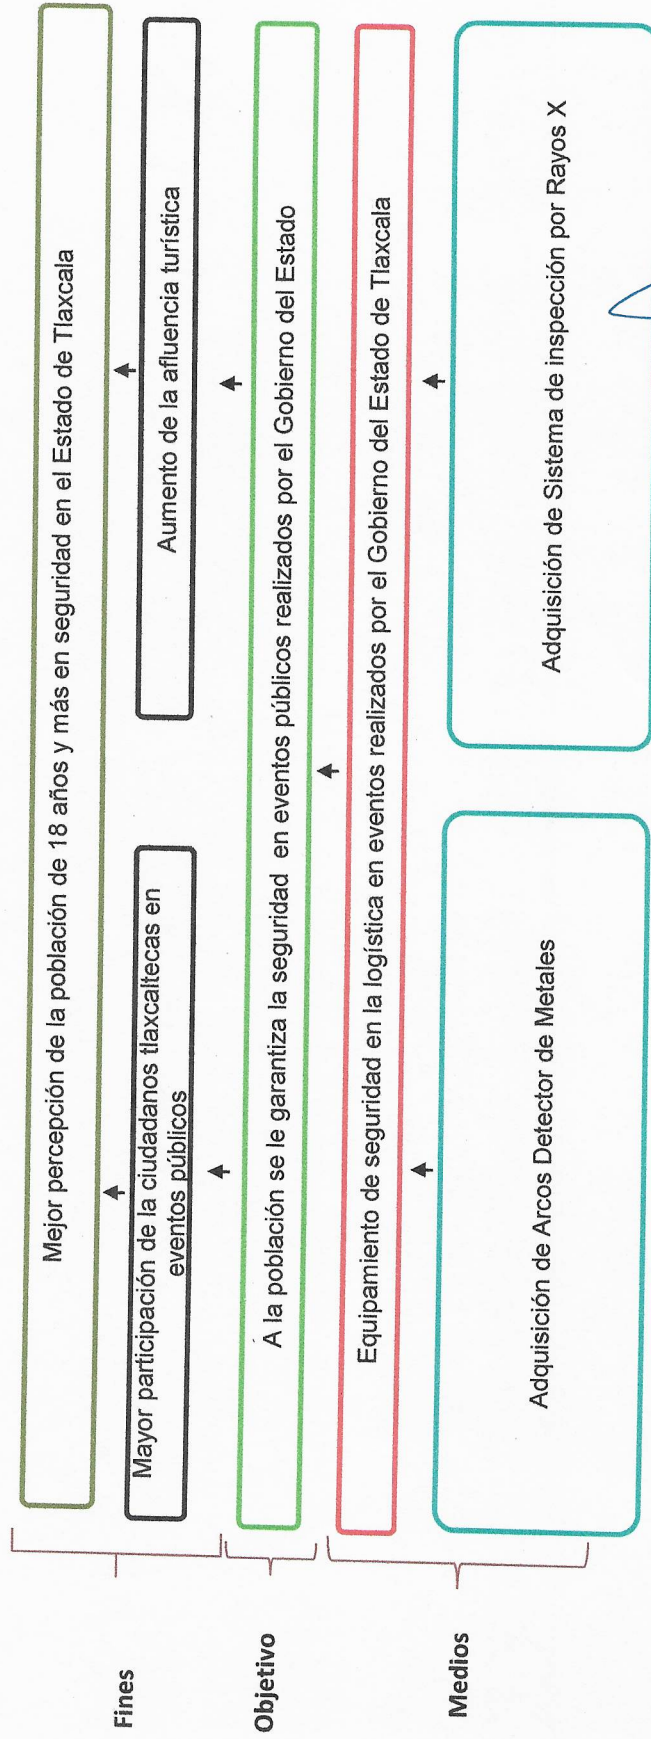 Fines
Mejor percepción de la población de 18 años y más en seguridad en el Estado de Tlaxcala
Mayor participación de la ciudadanos tlaxcaltecas en
eventos públicos
Aumento de la afluencia turística
Objetivo
Á la población se le garantiza la seguridad en eventos públicos realizados por el Gobierno del Estado
Medios
Equipamiento de seguridad en la logística en eventos realizados por el Gobierno del Estado de Tlaxcala
Adquisición de Arcos Detector de Metales
Adquisición de Sistema de inspección por Rayos X